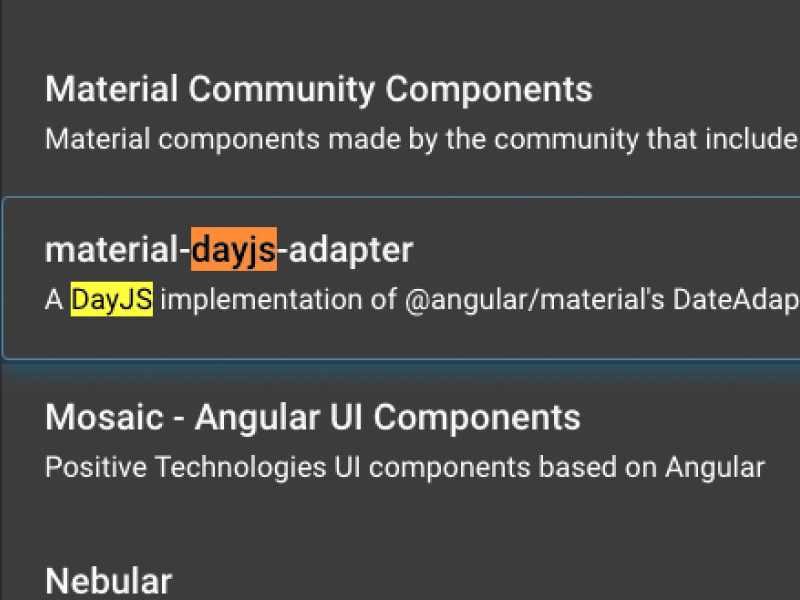 Material Community Components
Material components made by the community that include
material-dayjs-adapter
A DayJS implementation of @angular/material's DateAdap
Mosaic - Angular UI Components
Positive Technologies UI components based on Angular
Nebular